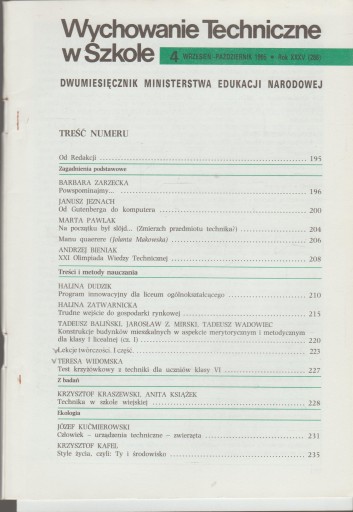 Wychowanie Techniczne
w Szkole
4 WRZESIEŃ - PAŹDZIERNIK 1995 • Rok XXXV
DWUMIESIĘCZNIK MINISTERSTWA EDUKACJI NARODOWEJ
TREŚĆ NUMERU
Od Redakcji 195
Zagadnienia podstawowe
BARBARA ZARZECKA
Powspominajmy... 196
JANUSZ JEZNACH
Od Gutenberga do komputera 200
MARTA PAWLAK
Na początku był slöjd... (Zmierzch przedmiotu technika?) 204
Manu quaerere (Jolanta Makowska) 206
ANDRZEJ BIENIAK
XXI Olimpiada Wiedzy Technicznej 208
Treści i metody nauczania
HALINA DUDZIK
Program innowacyjny dla liceum ogólnokształcącego 210
HALINA ZATWARNICKA
Trudne wejście do gospodarki rynkowej 215
TADEUSZ BALIŃSKI, JAROSŁAW Z. MIRSKI, TADEUSZ WADOWIEC
Konstrukcje budynków mieszkalnych w aspekcie merytorycznym i metodycznym
dla klasy I licealnej (cz. I) 220
Lekcje twórczości. I część. 223
TERESA WIDOMSKA
Test krzyżówkowy z techniki dla uczniów klasy VI 227
Z badań
KRZYSZTOF KRASZEWSKI, ANITA KSIĄŻEK
Technika w szkole wiejskiej 228
Ekologia
JÓZEF KUĆMIEROWSKI
Człowiek – urządzenia techniczne – zwierzęta 231
KRZYSZTOF KAFEL
Style życia, czyli: Ty i środowisko 235